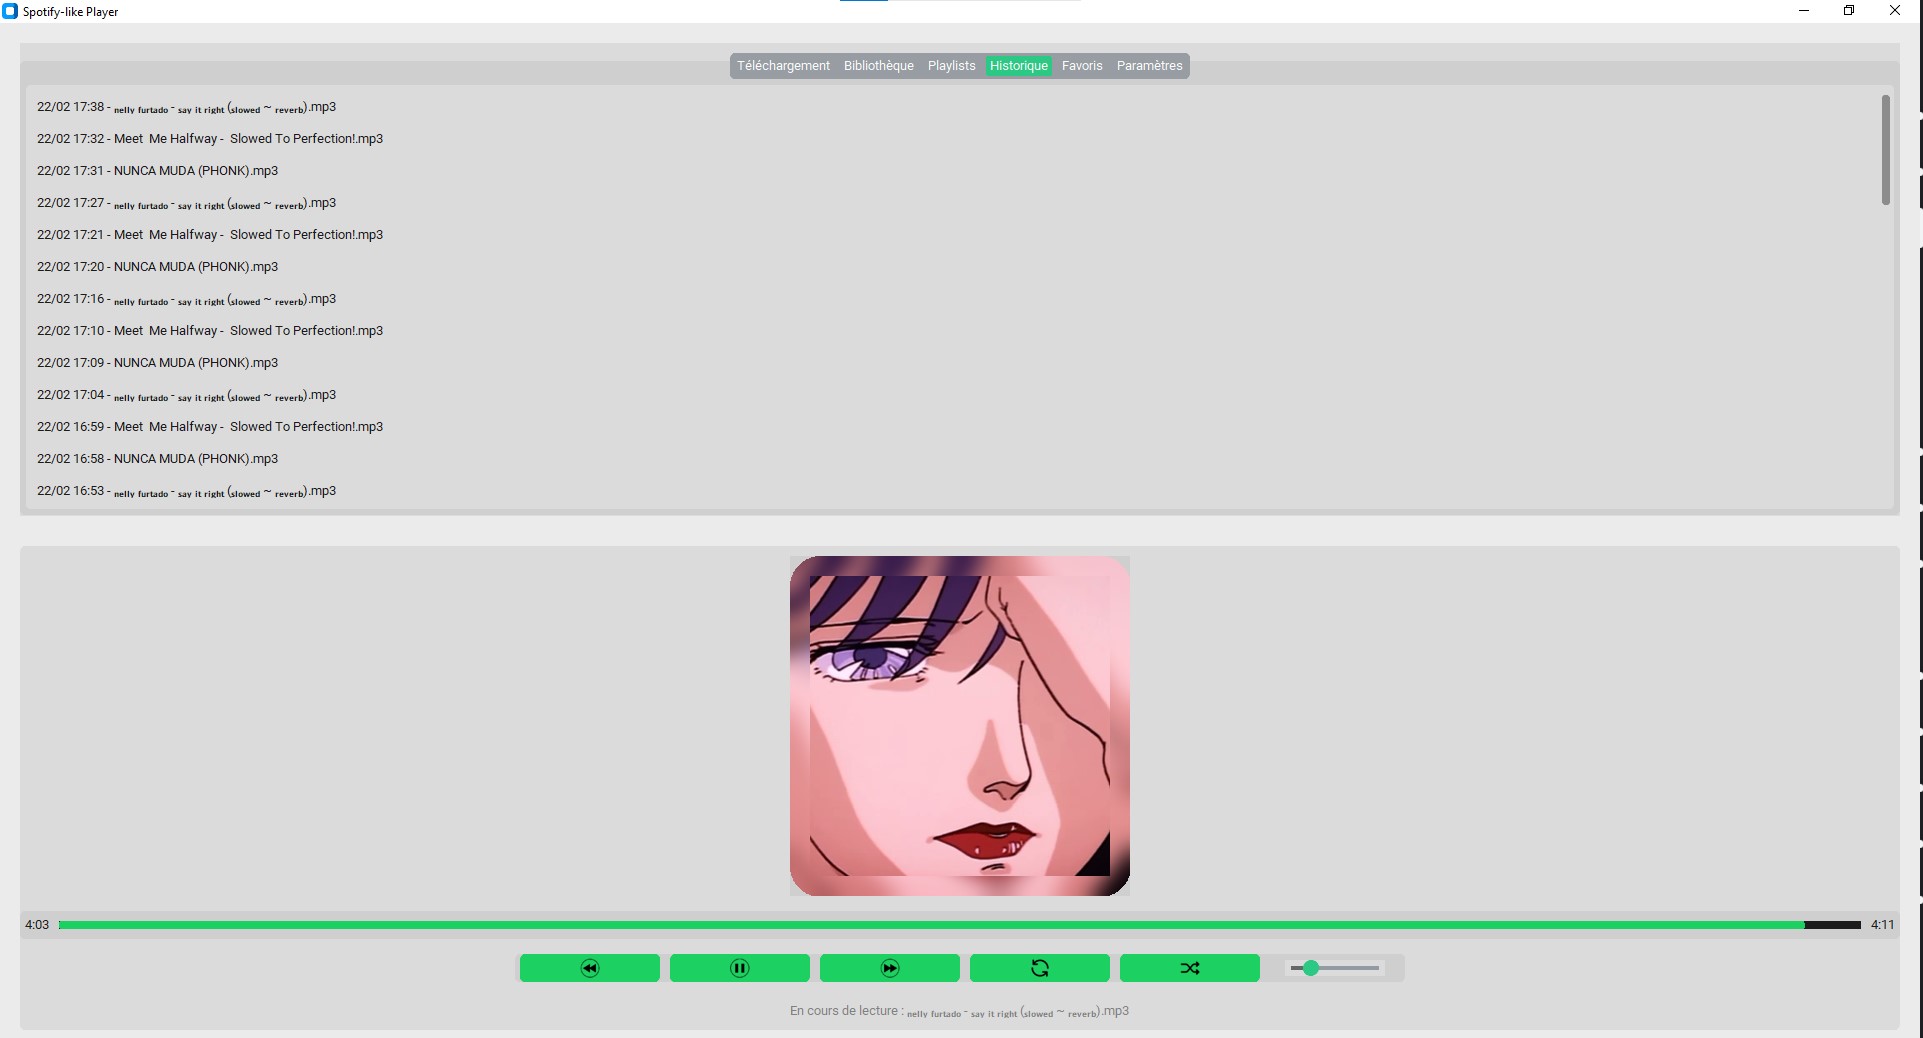 Spotify-like Player
Téléchargement Bibliothèque Playlists Historique Favoris Paramètres
22/02 17:38 - nelly furtado - say it right (slowed ~ reverb).mp3
22/02 17:32 - Meet  Me Halfway -  Slowed To Perfection!.mp3
22/02 17:31 - NUNCA MUDA (PHONK).mp3
22/02 17:27 - nelly furtado - say it right (slowed ~ reverb).mp3
22/02 17:21 - Meet  Me Halfway -  Slowed To Perfection!.mp3
22/02 17:20 - NUNCA MUDA (PHONK).mp3
22/02 17:16 - nelly furtado - say it right (slowed ~ reverb).mp3
22/02 17:10 - Meet  Me Halfway -  Slowed To Perfection!.mp3
22/02 17:09 - NUNCA MUDA (PHONK).mp3
22/02 17:04 - nelly furtado - say it right (slowed ~ reverb).mp3
22/02 16:59 - Meet  Me Halfway -  Slowed To Perfection!.mp3
22/02 16:58 - NUNCA MUDA (PHONK).mp3
22/02 16:53 - nelly furtado - say it right (slowed ~ reverb).mp3
4:03 4:11
En cours de lecture : nelly furtado - say it right (slowed ~ reverb).mp3